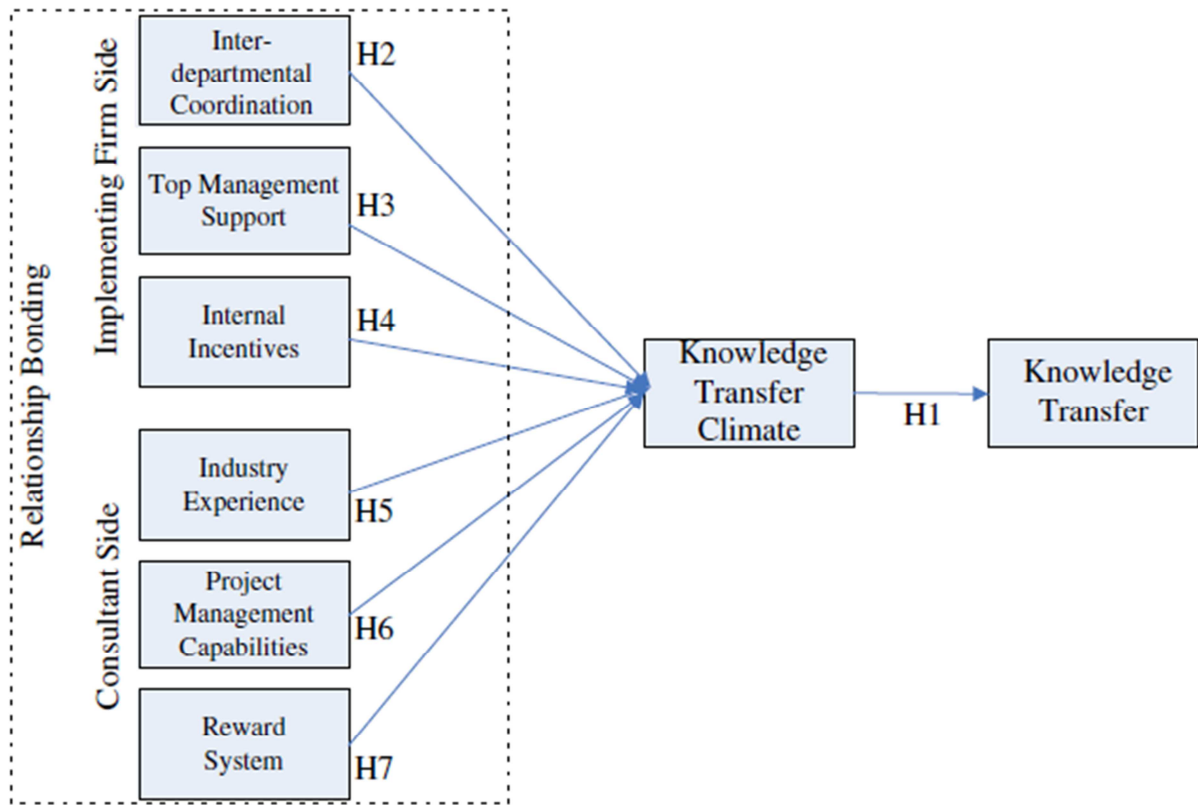 Relationship Bonding
Implementing Firm Side
Inter-
departmental
Coordination
H2
Top Management
Support
H3
Internal
Incentives
H4
Consultant Side
Industry
Experience
H5
Project
Management
Capabilities
H6
Reward
System
H7
Knowledge
Transfer
Climate
H1
Knowledge
Transfer